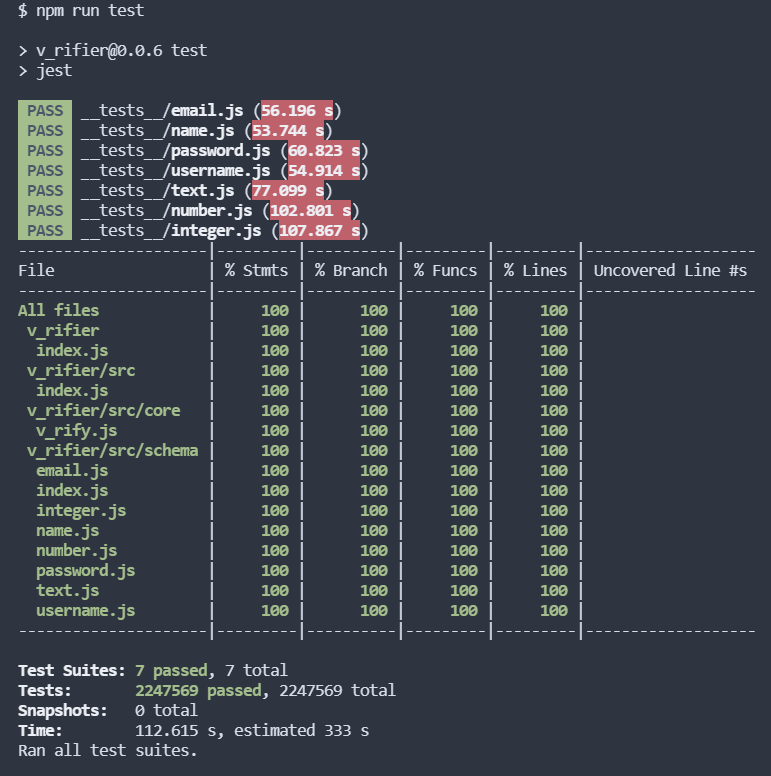 $ npm run test
> v_rifier@0.0.6 test
> jest
PASS __tests__/email.js (56.196 s)
PASS __tests__/name.js (53.744 s)
PASS __tests__/password.js (60.823 s)
PASS __tests__/username.js (54.914 s)
PASS __tests__/text.js (77.099 s)
PASS __tests__/number.js (102.801 s)
PASS __tests__/integer.js (107.867 s)
---------------------|---------|----------|---------|---------|-------------------
File                 | % Stmts | % Branch | % Funcs | % Lines | Uncovered Line #s
---------------------|---------|----------|---------|---------|-------------------
All files            |     100 |      100 |     100 |     100 |
 v_rifier            |     100 |      100 |     100 |     100 |
  index.js           |     100 |      100 |     100 |     100 |
 v_rifier/src        |     100 |      100 |     100 |     100 |
  index.js           |     100 |      100 |     100 |     100 |
 v_rifier/src/core   |     100 |      100 |     100 |     100 |
  v_rify.js          |     100 |      100 |     100 |     100 |
 v_rifier/src/schema |     100 |      100 |     100 |     100 |
  email.js           |     100 |      100 |     100 |     100 |
  index.js           |     100 |      100 |     100 |     100 |
  integer.js         |     100 |      100 |     100 |     100 |
  name.js            |     100 |      100 |     100 |     100 |
  number.js          |     100 |      100 |     100 |     100 |
  password.js        |     100 |      100 |     100 |     100 |
  text.js            |     100 |      100 |     100 |     100 |
  username.js        |     100 |      100 |     100 |     100 |
---------------------|---------|----------|---------|---------|-------------------
Test Suites: 7 passed, 7 total
Tests:       2247569 passed, 2247569 total
Snapshots:   0 total
Time:        112.615 s, estimated 333 s
Ran all test suites.